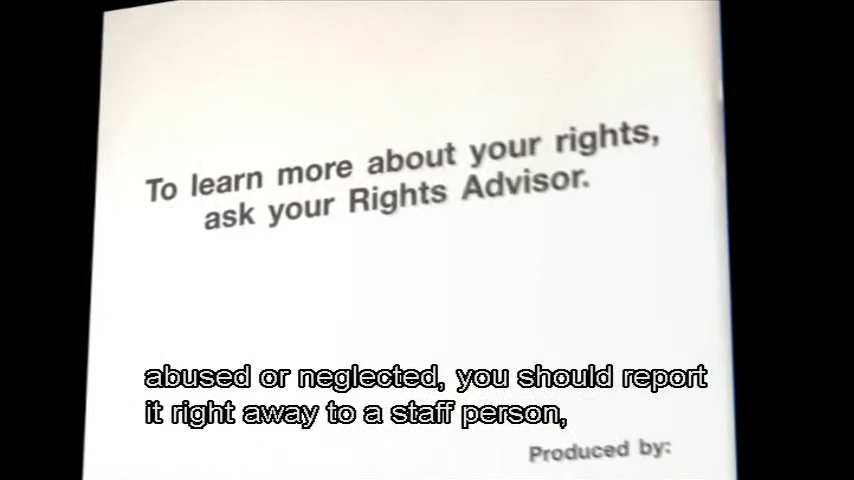 To learn more about your rights,
ask your Rights Advisor.
abused or neglected, you should report
it right away to a staff person,
Produced by: